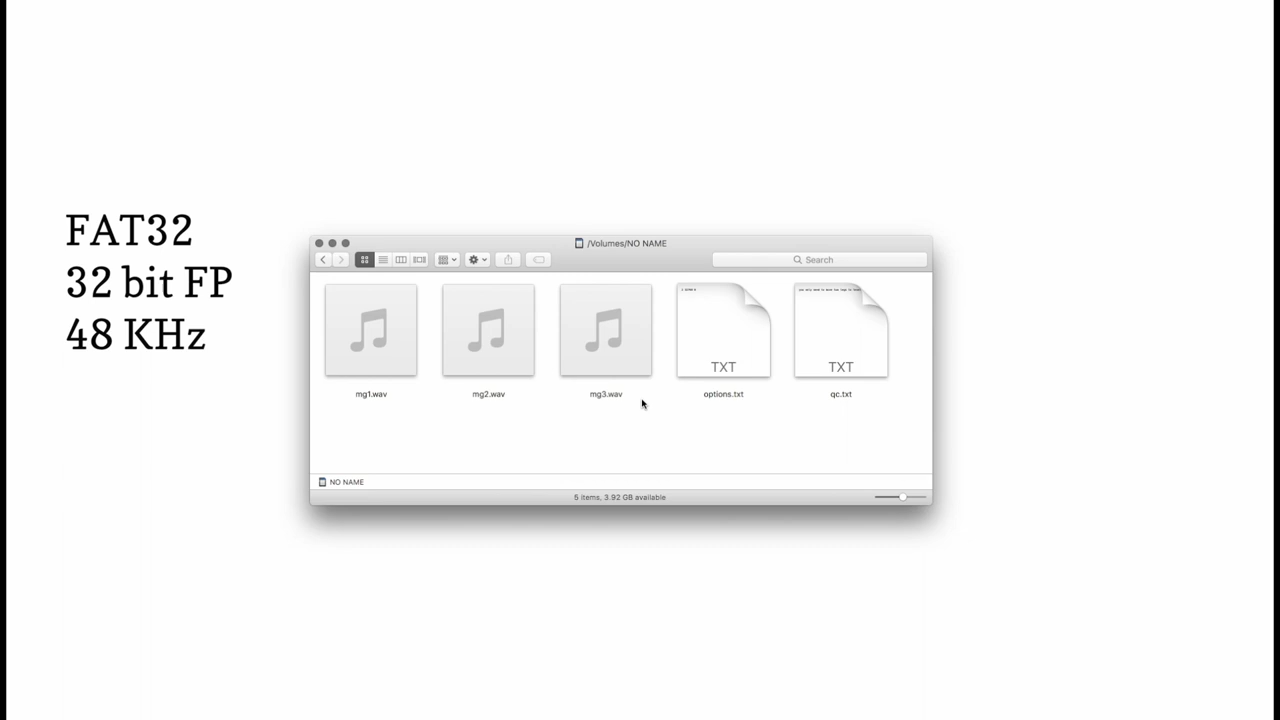 FAT32
32 bit FP
48 KHz
/Volumes/NO NAME
Search
TXT
TXT
mg1.wav
mg2.wav
mg3.wav
options.txt
qc.txt
NO NAME
5 items, 3.92 GB available